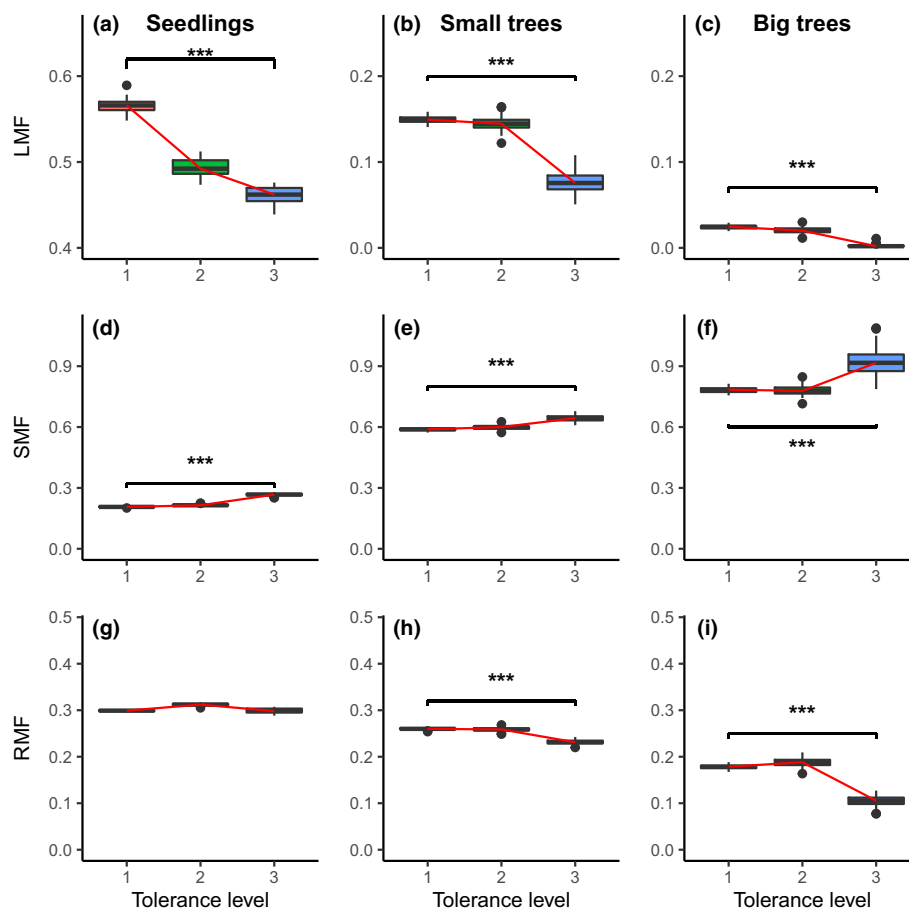 (a) Seedlings
(b) Small trees
(c) Big trees
LMF
0.6
0.5
0.4
***
1 2 3
0.2
0.1
0.0
***
1 2 3
0.2
0.1
0.0
***
1 2 3
SMF
(d)
0.9
0.6
0.3
0.0
***
1 2 3
(e)
0.9
0.6
0.3
0.0
***
1 2 3
(f)
0.9
0.6
0.3
0.0
***
1 2 3
RMF
(g)
0.5
0.4
0.3
0.2
0.1
0.0
1 2 3
Tolerance level
(h)
0.5
0.4
0.3
0.2
0.1
0.0
***
1 2 3
Tolerance level
(i)
0.5
0.4
0.3
0.2
0.1
0.0
***
1 2 3
Tolerance level